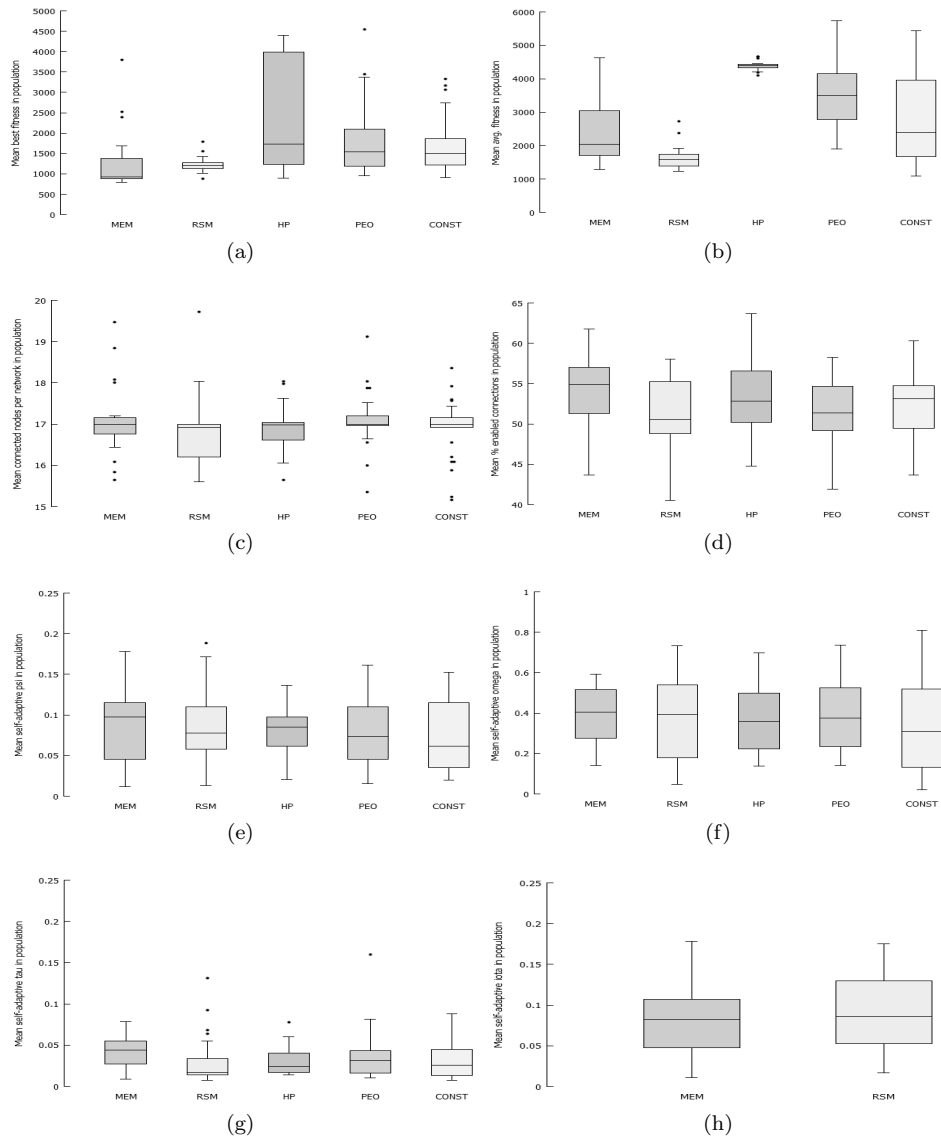 Mean best fitness in population
5000
4500
4000
3500
3000
2500
2000
1500
1000
500
0
MEM RSM HP PEO CONST
(a)
Mean avg. fitness in population
6000
5000
4000
3000
2000
1000
0
MEM RSM HP PEO CONST
(b)
Mean connected nodes per network in population
20
19
18
17
16
15
MEM RSM HP PEO CONST
(c)
Mean % enabled connections in population
65
60
55
50
45
40
MEM RSM HP PEO CONST
(d)
Mean self-adaptive psi in population
0.25
0.2
0.15
0.1
0.05
0
MEM RSM HP PEO CONST
(e)
Mean self-adaptive omega in population
1
0.8
0.6
0.4
0.2
0
MEM RSM HP PEO CONST
(f)
Mean self-adaptive tau in population
0.25
0.2
0.15
0.1
0.05
0
MEM RSM HP PEO CONST
(g)
Mean self-adaptive iota in population
0.25
0.2
0.15
0.1
0.05
0
MEM RSM
(h)